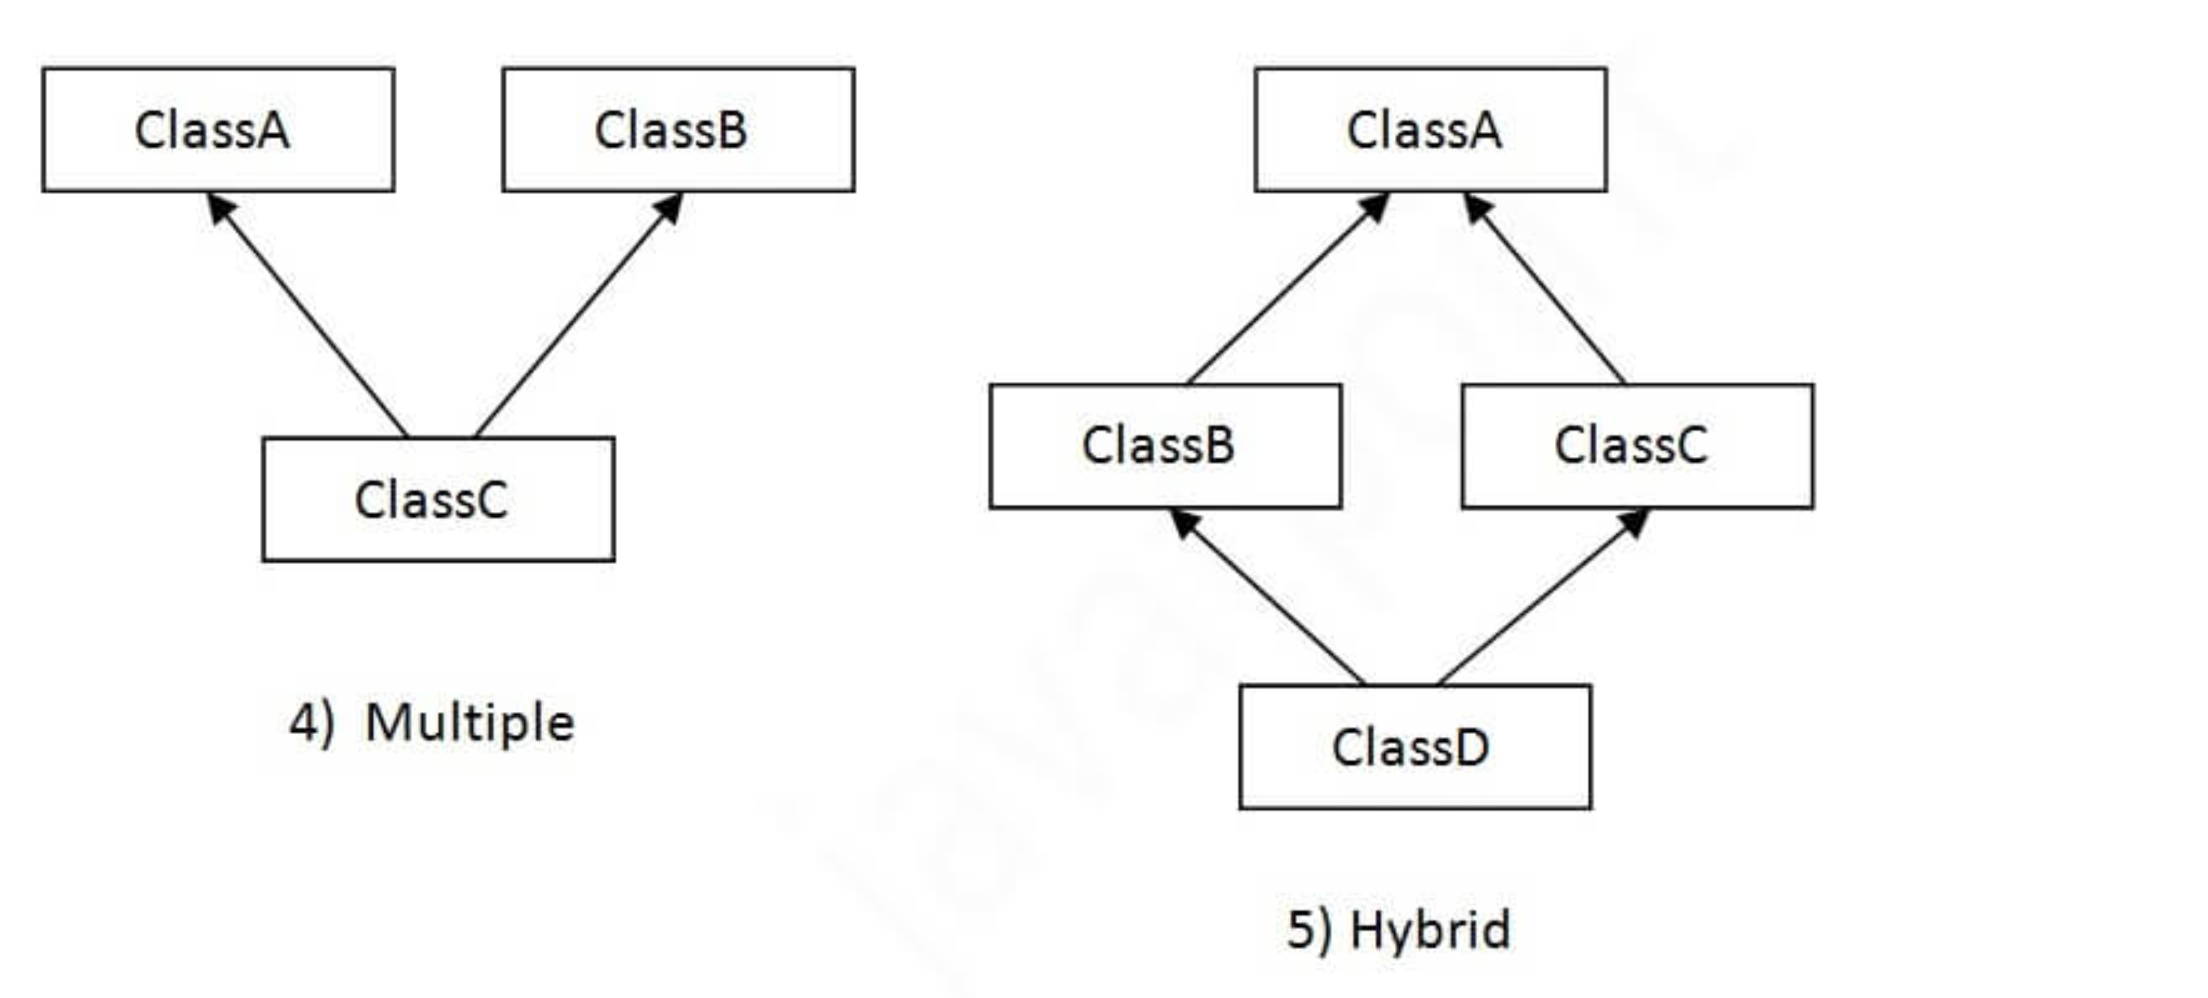 ClassA
ClassB
ClassC
4) Multiple
ClassA
ClassB
ClassC
ClassD
5) Hybrid